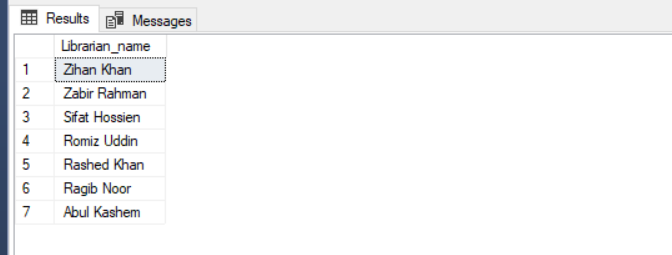 Results Messages
Librarian_name
1 Zihan Khan
2 Zabir Rahman
3 Sifat Hossien
4 Romiz Uddin
5 Rashed Khan
6 Ragib Noor
7 Abul Kashem